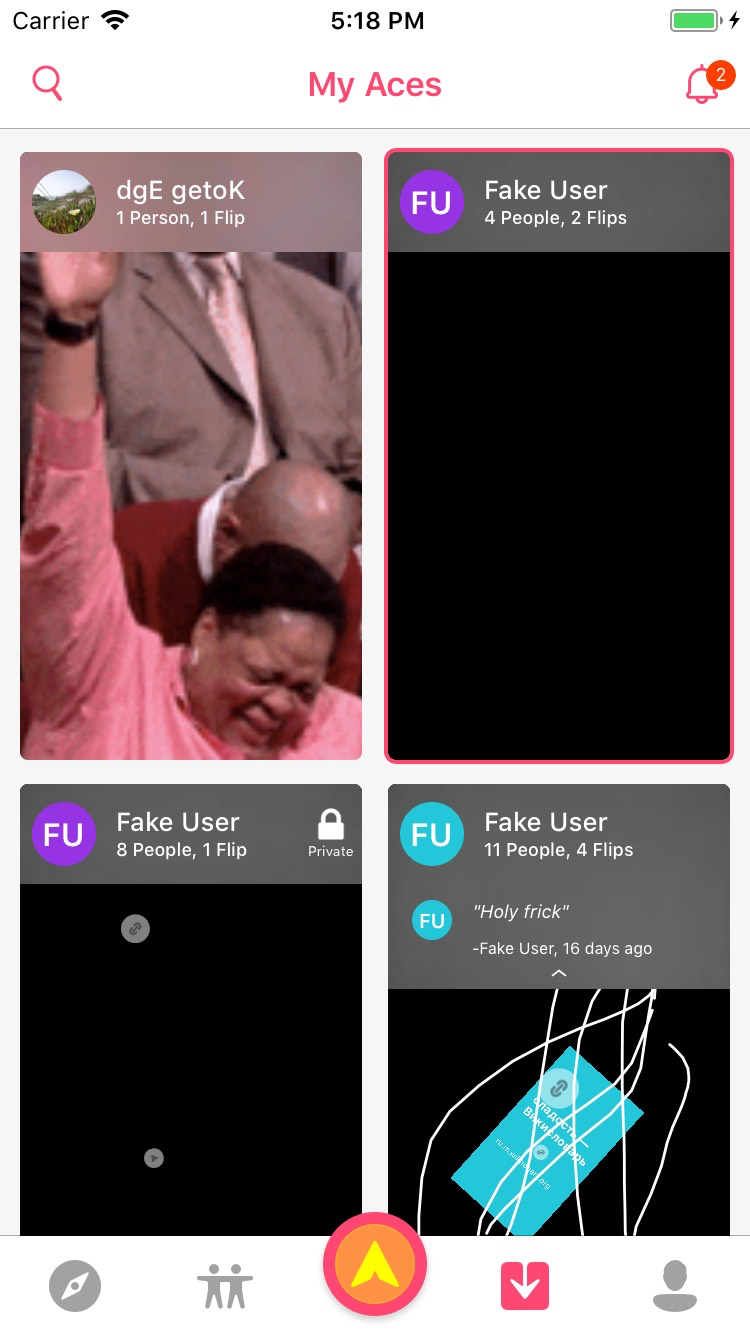 Carrier 5:18 PM
My Aces
2
dgE getoK
1 Person, 1 Flip
FU
Fake User
4 People, 2 Flips
FU
Fake User
8 People, 1 Flip
Private
FU
Fake User
11 People, 4 Flips
FU
"Holy frick"
-Fake User, 16 days ago
сладость —
Викисловарь